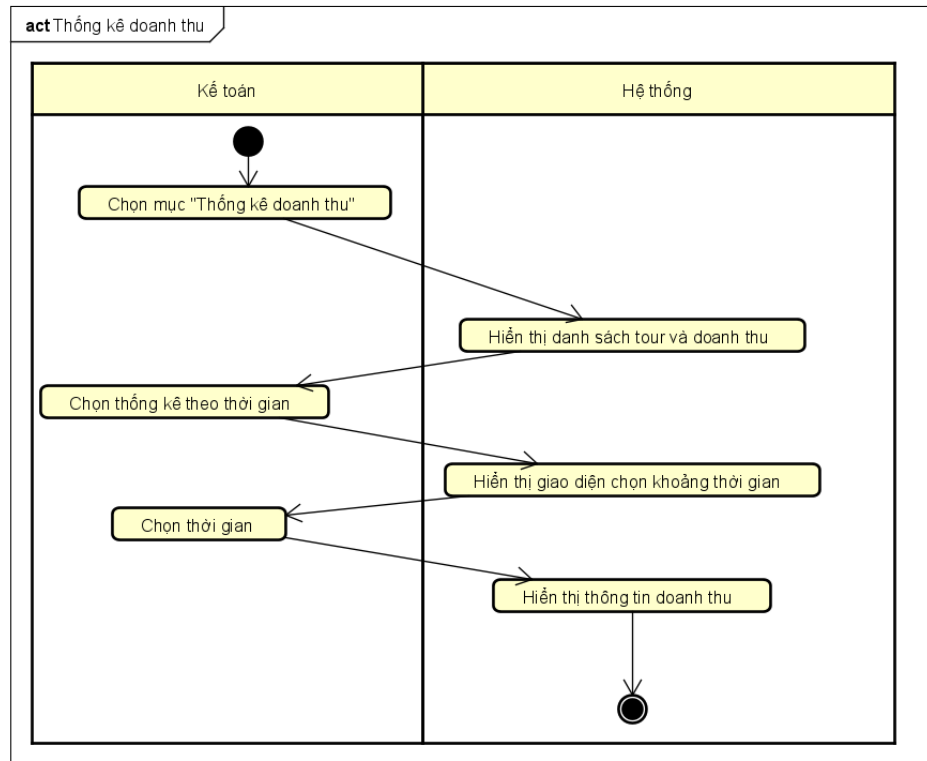 act Thống kê doanh thu
Kế toán
Hệ thống
Chọn mục "Thống kê doanh thu"
Hiển thị danh sách tour và doanh thu
Chọn thống kê theo thời gian
Hiển thị giao diện chọn khoảng thời gian
Chọn thời gian
Hiển thị thông tin doanh thu